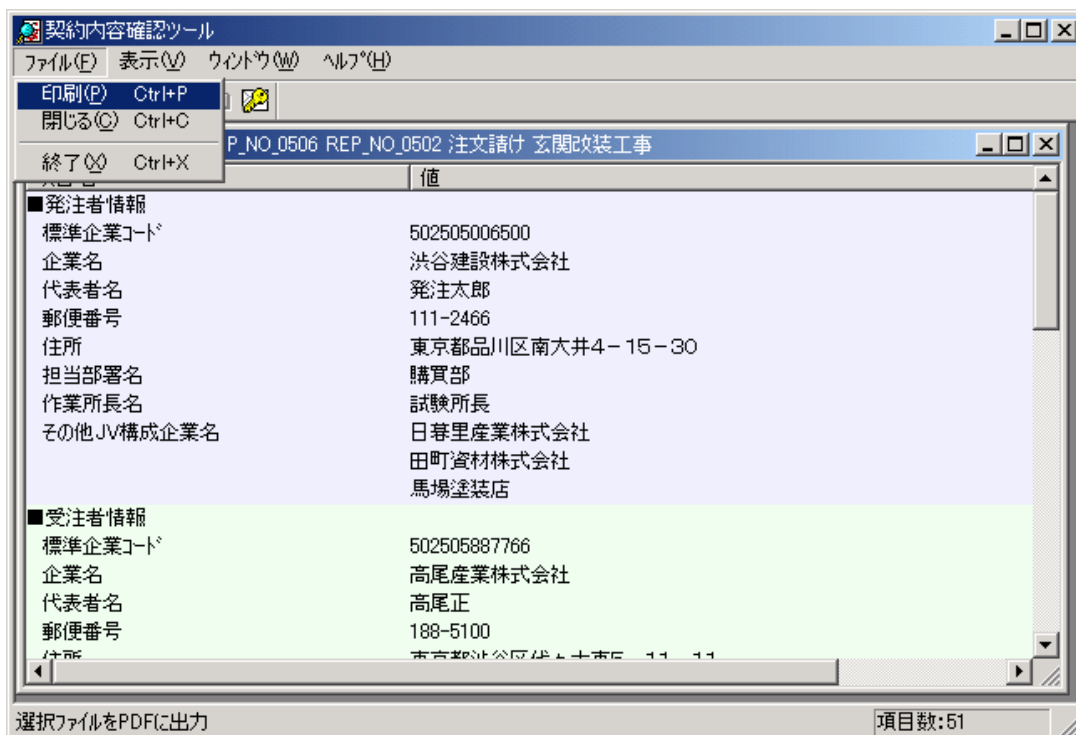 契約内容確認ツール
ファイル(F) 表示(V) ウィンドウ(W) ヘルプ(H)
印刷(P) Ctrl+P
閉じる(C) Ctrl+C
終了(X) Ctrl+X
P_NO_0506 REP_NO_0502 注文請け 玄関改装工事
値
■発注者情報
標準企業コード 502505006500
企業名 渋谷建設株式会社
代表者名 発注太郎
郵便番号 111-2466
住所 東京都品川区南大井4-15-30
担当部署名 購買部
作業所長名 試験所長
その他JV構成企業名 日暮里産業株式会社
田町資材株式会社
馬場塗装店
■受注者情報
標準企業コード 502505887766
企業名 高尾産業株式会社
代表者名 高尾正
郵便番号 188-5100
住所
選択ファイルをPDFに出力 項目数:51